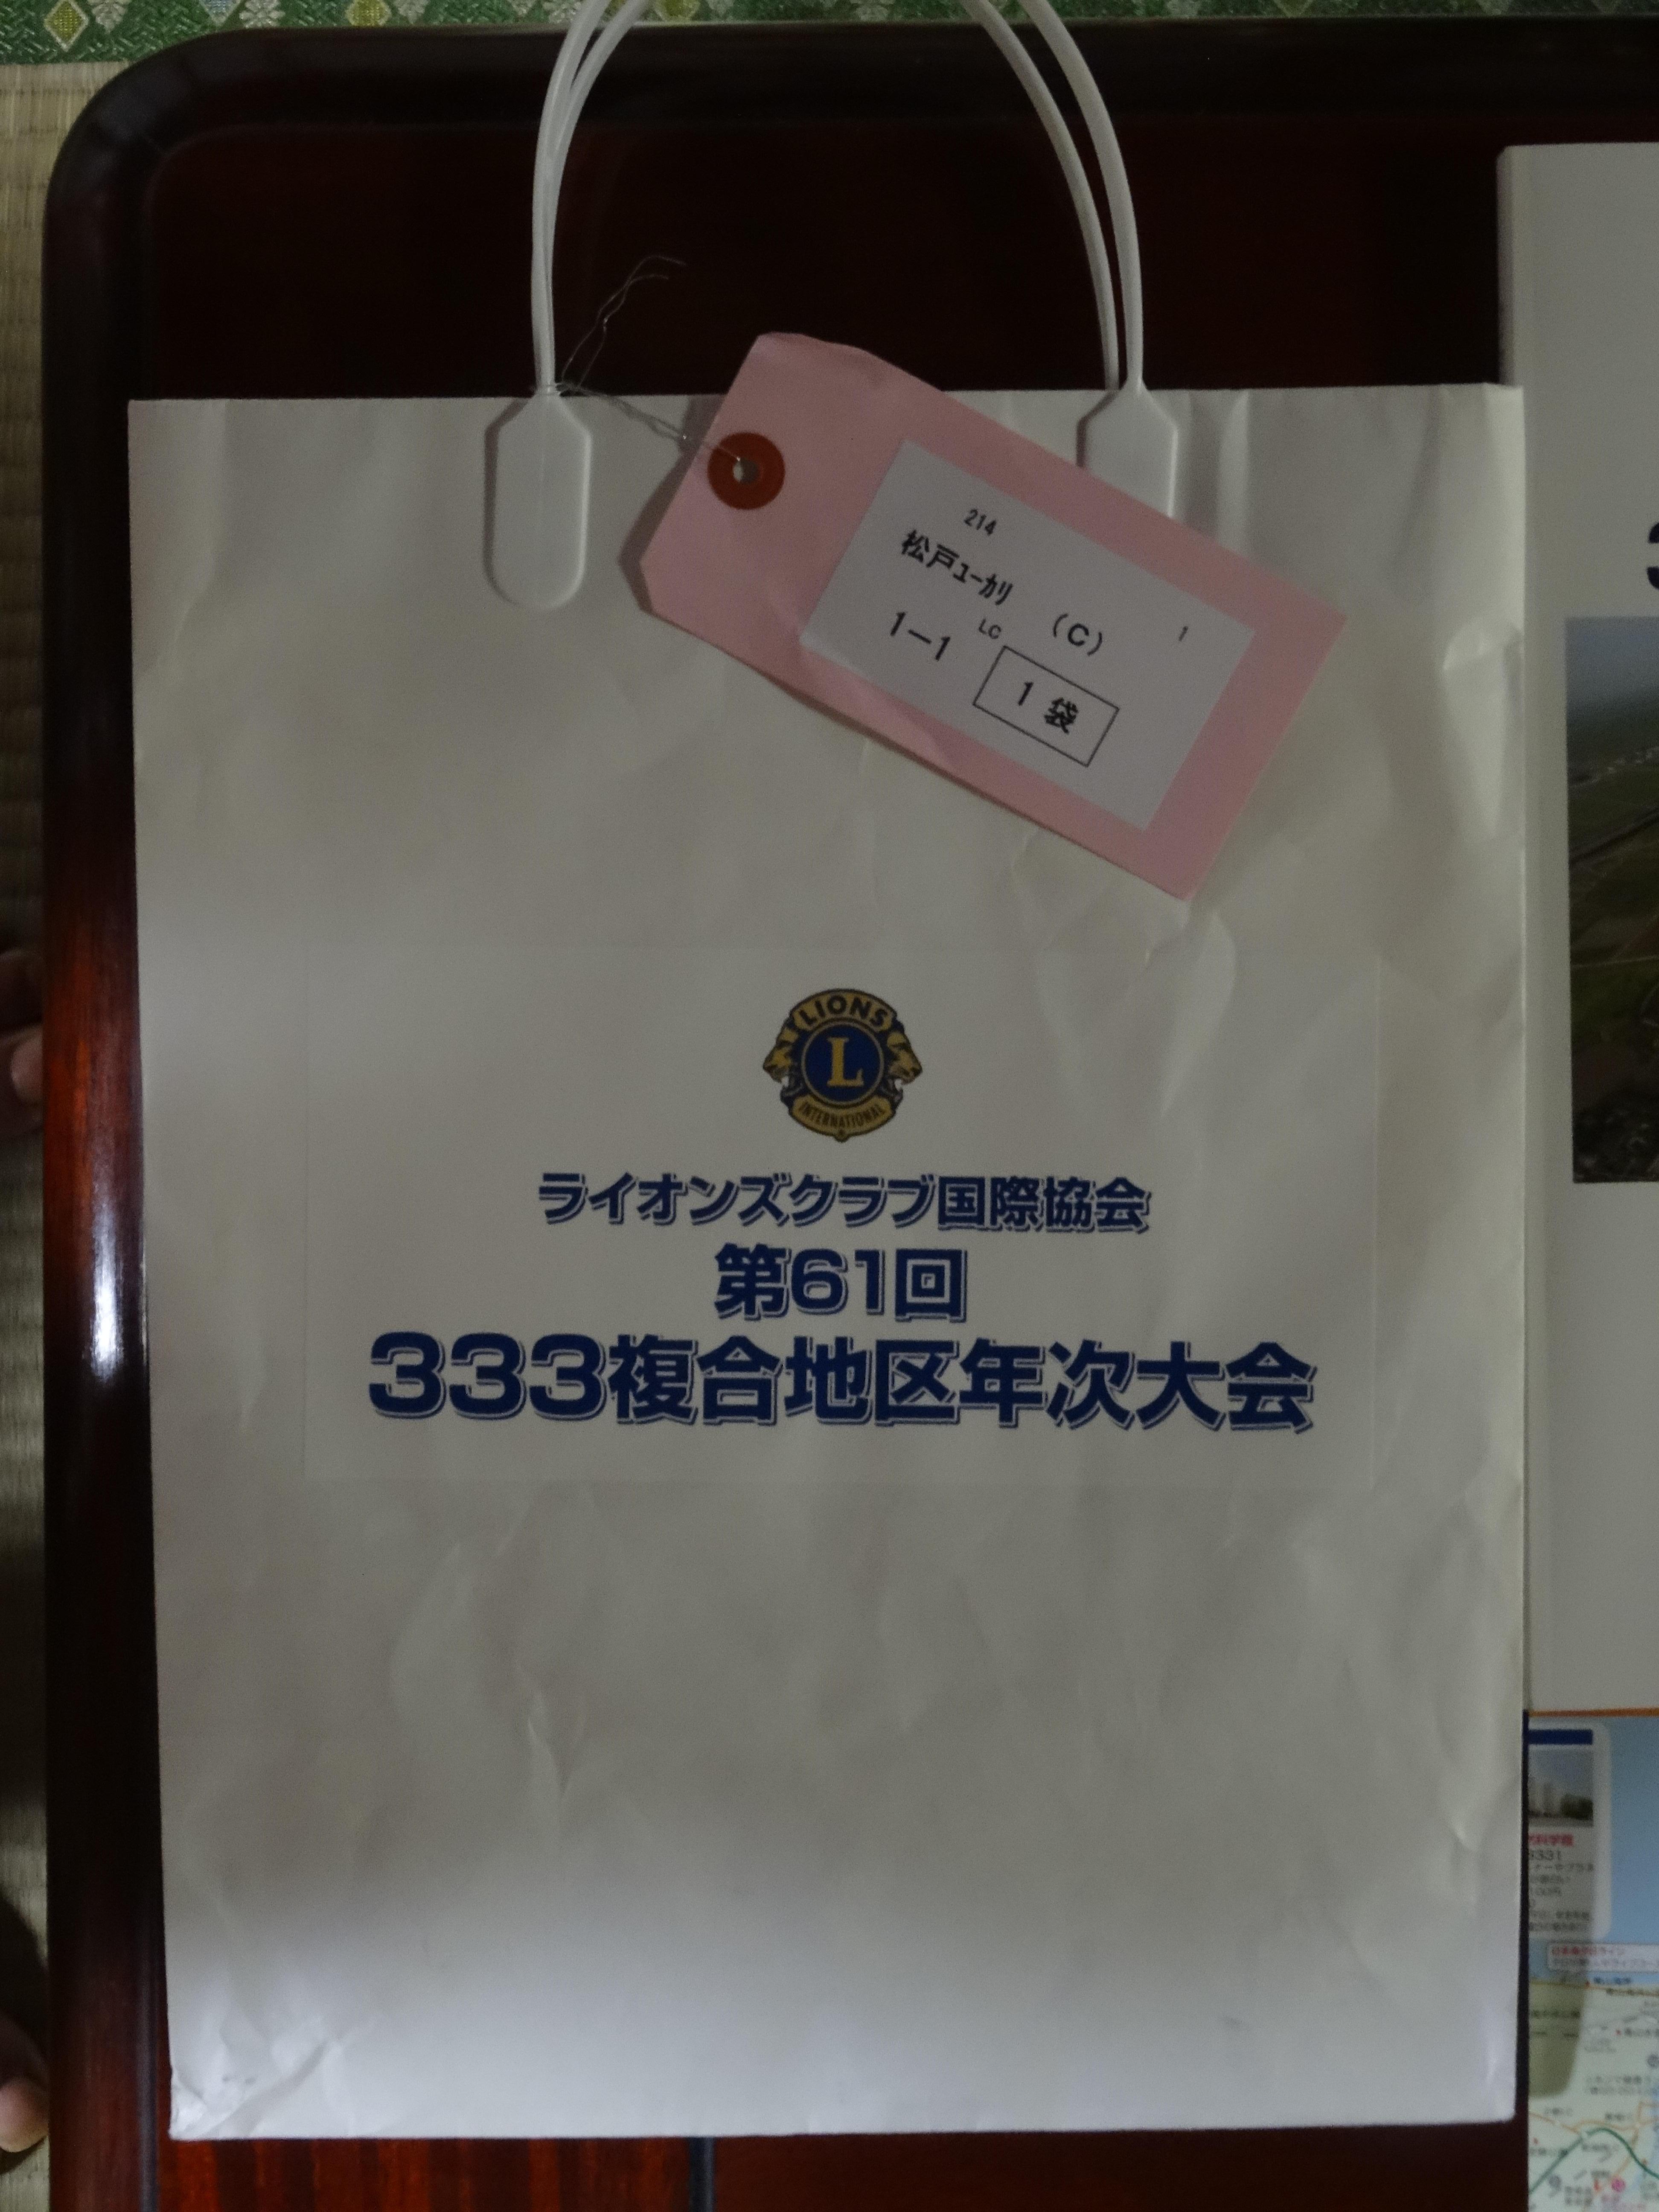 214
松戸ﾕｰｶﾘ
LC
(C)
1
1－1
1 袋
LIONS
L
INTERNATIONAL
ライオンズクラブ国際協会
第61回
333複合地区年次大会